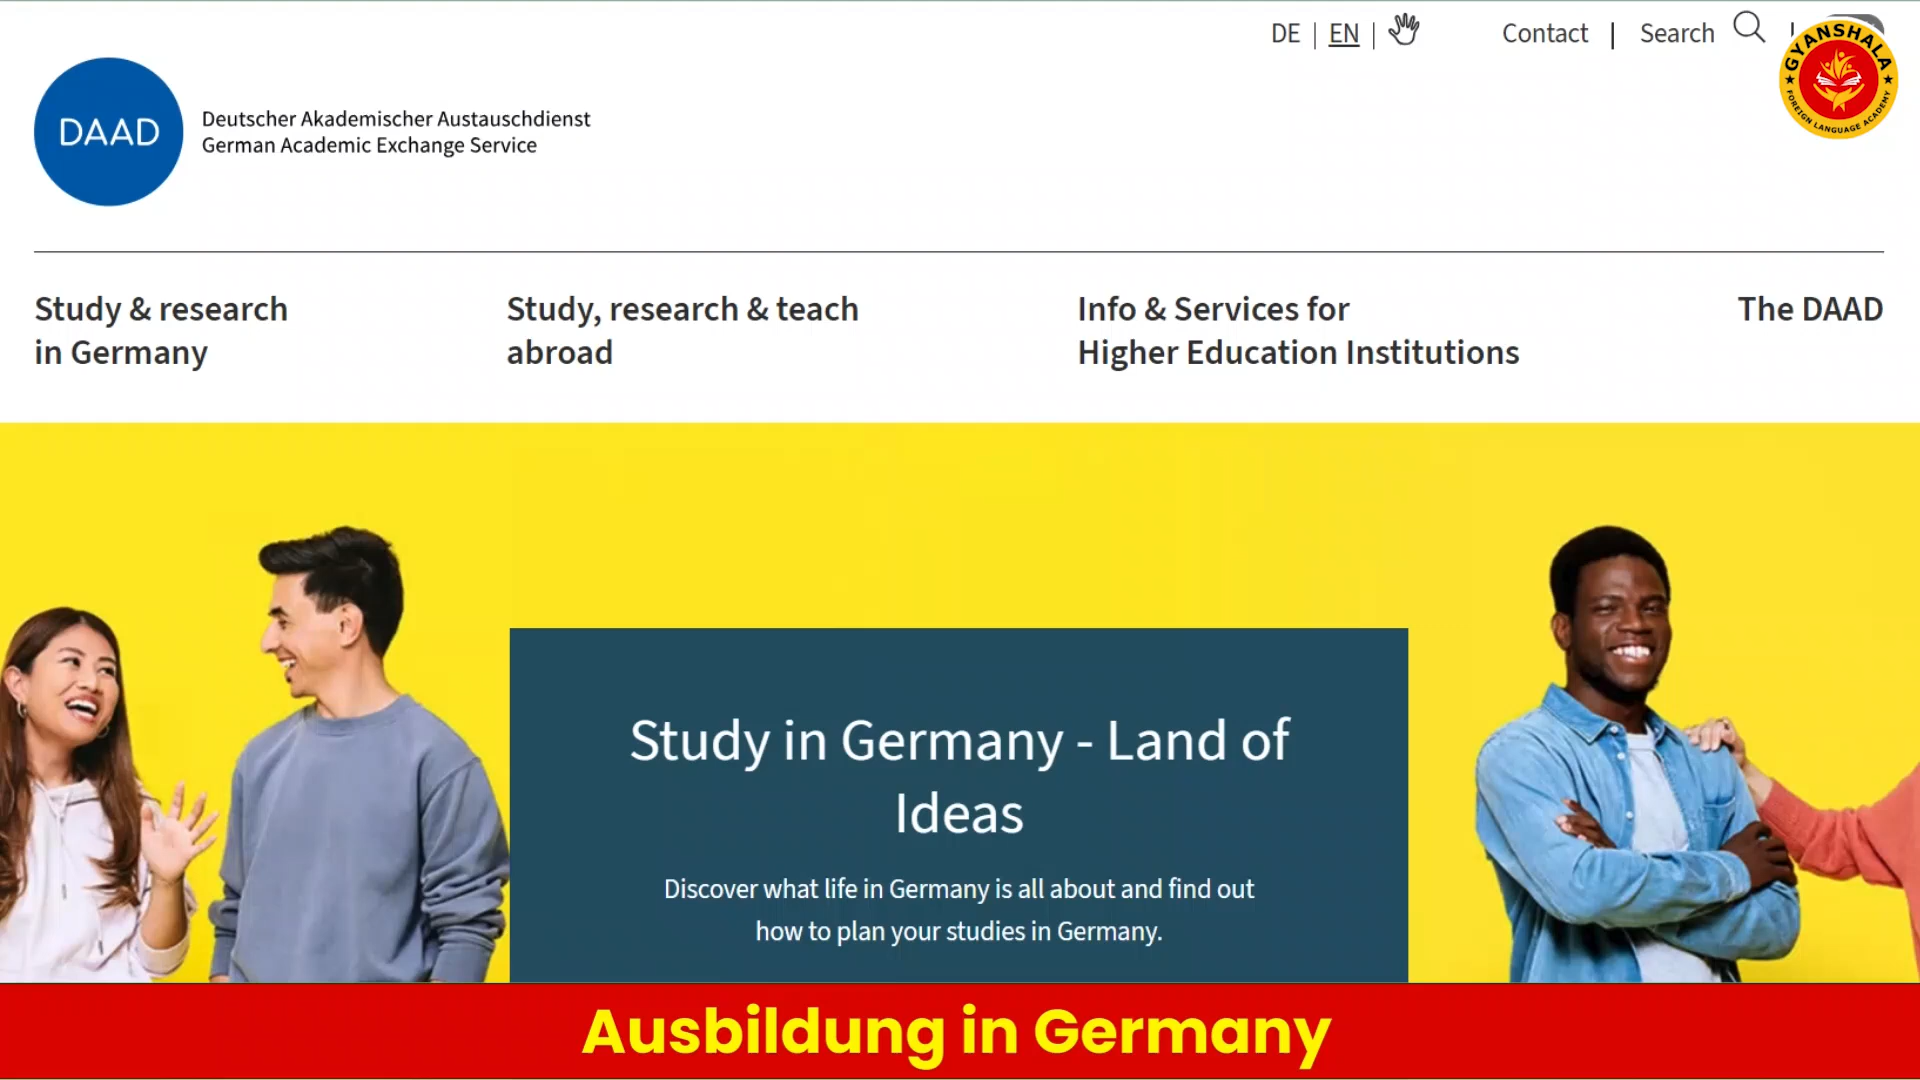 DE | EN |
Contact | Search |
GYANSHALA
FOREIGN LANGUAGE ACADEMY
DAAD
Deutscher Akademischer Austauschdienst
German Academic Exchange Service
Study & research
in Germany
Study, research & teach
abroad
Info & Services for
Higher Education Institutions
The DAAD
Study in Germany - Land of
Ideas
Discover what life in Germany is all about and find out
how to plan your studies in Germany.
Ausbildung in Germany